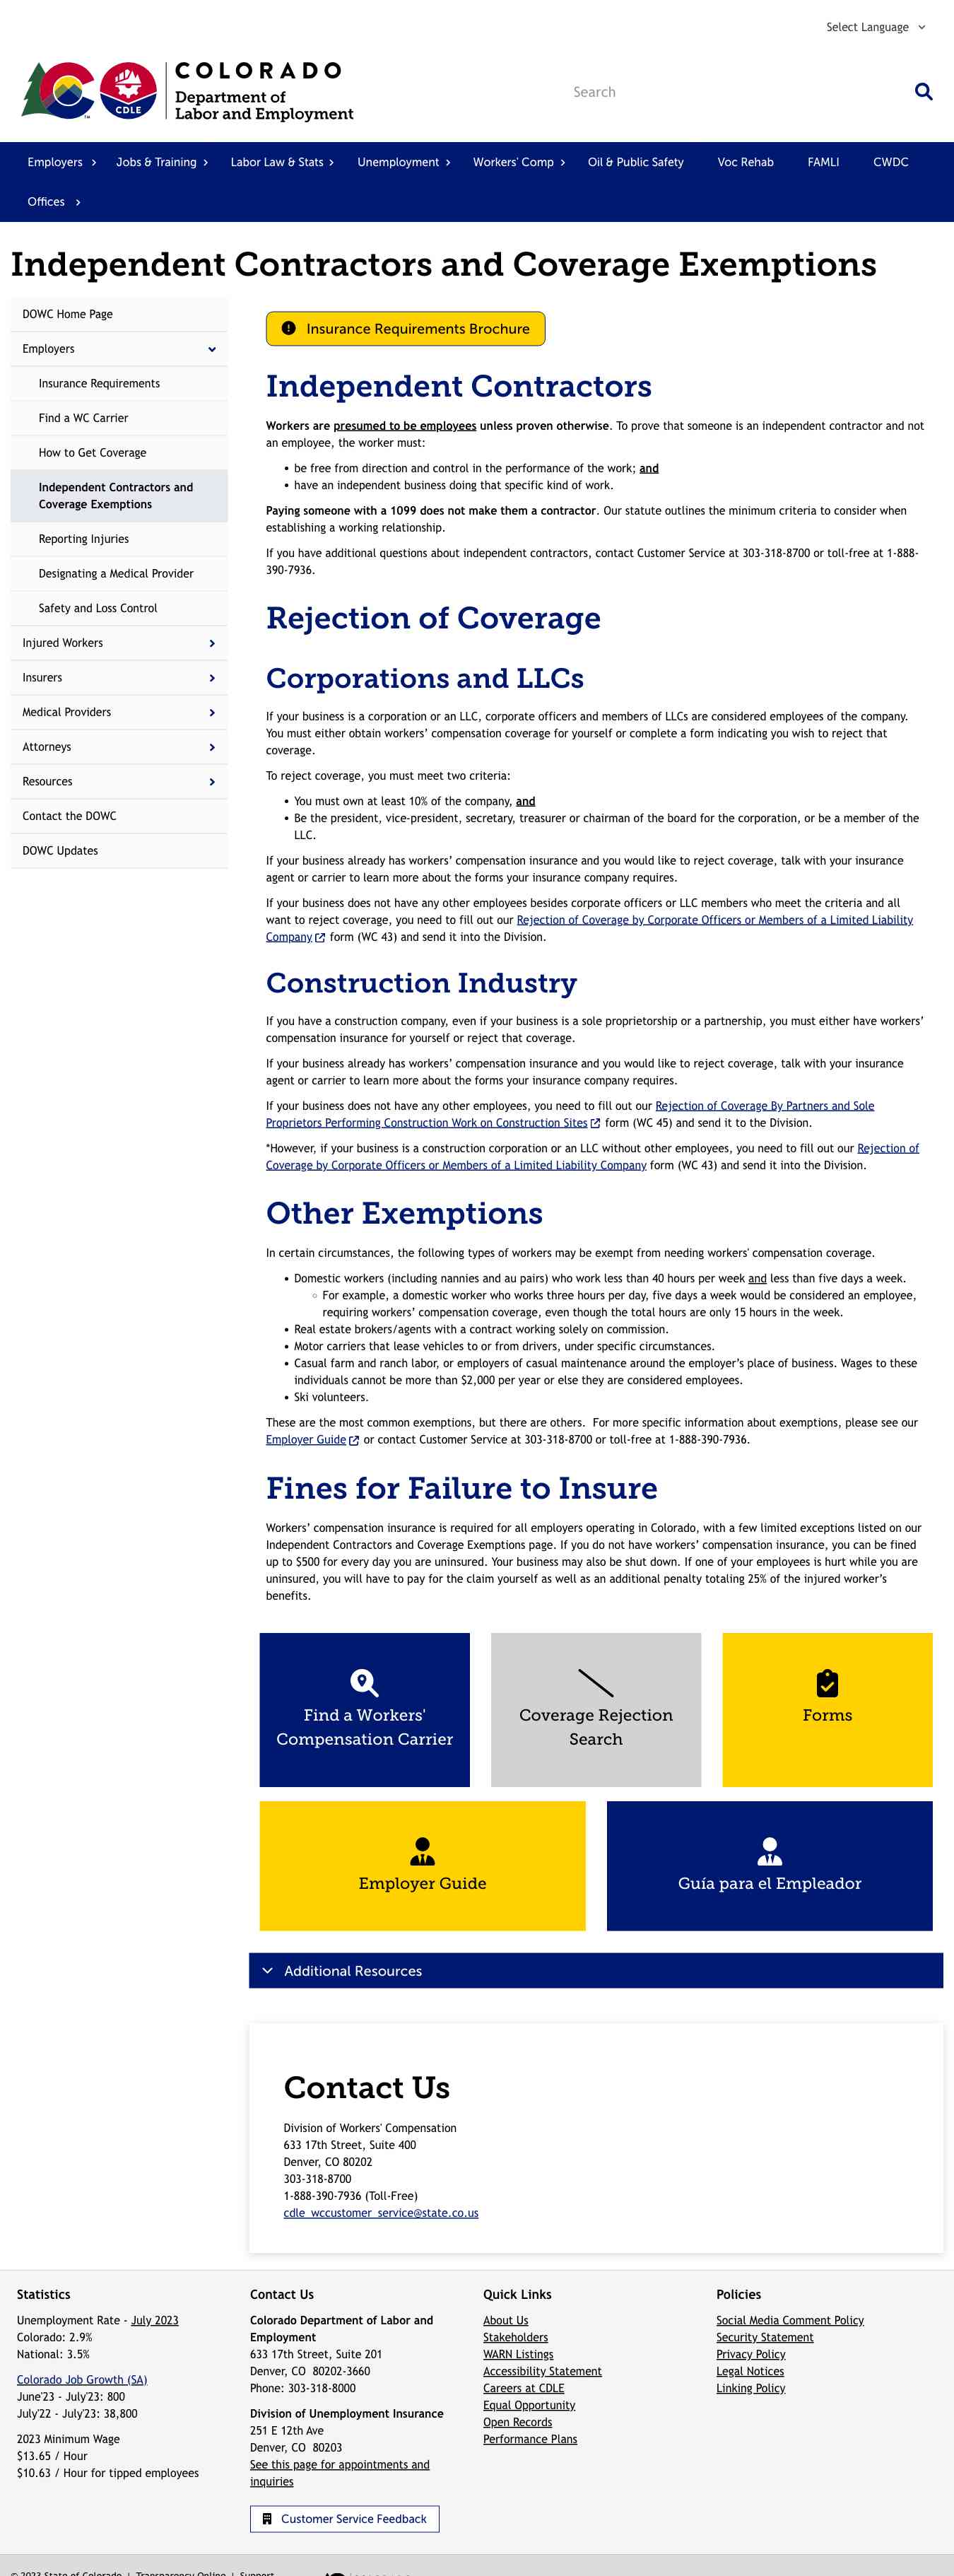 Select Language
COLORADO
Department of
Labor and Employment
CDLE
TM
Search
Employers
Jobs & Training
Labor Law & Stats
Unemployment
Workers' Comp
Oil & Public Safety
Voc Rehab
FAMLI
CWDC
Offices
Independent Contractors and Coverage Exemptions
DOWC Home Page
Employers
Insurance Requirements
Find a WC Carrier
How to Get Coverage
Independent Contractors and
Coverage Exemptions
Reporting Injuries
Designating a Medical Provider
Safety and Loss Control
Injured Workers
Insurers
Medical Providers
Attorneys
Resources
Contact the DOWC
DOWC Updates
Insurance Requirements Brochure
Independent Contractors
Workers are presumed to be employees unless proven otherwise. To prove that someone is an independent contractor and not
an employee, the worker must:
• be free from direction and control in the performance of the work; and
• have an independent business doing that specific kind of work.
Paying someone with a 1099 does not make them a contractor. Our statute outlines the minimum criteria to consider when
establishing a working relationship.
If you have additional questions about independent contractors, contact Customer Service at 303-318-8700 or toll-free at 1-888-
390-7936.
Rejection of Coverage
Corporations and LLCs
If your business is a corporation or an LLC, corporate officers and members of LLCs are considered employees of the company.
You must either obtain workers’ compensation coverage for yourself or complete a form indicating you wish to reject that
coverage.
To reject coverage, you must meet two criteria:
• You must own at least 10% of the company, and
• Be the president, vice-president, secretary, treasurer or chairman of the board for the corporation, or be a member of the
LLC.
If your business already has workers’ compensation insurance and you would like to reject coverage, talk with your insurance
agent or carrier to learn more about the forms your insurance company requires.
If your business does not have any other employees besides corporate officers or LLC members who meet the criteria and all
want to reject coverage, you need to fill out our Rejection of Coverage by Corporate Officers or Members of a Limited Liability
Company form (WC 43) and send it into the Division.
Construction Industry
If you have a construction company, even if your business is a sole proprietorship or a partnership, you must either have workers’
compensation insurance for yourself or reject that coverage.
If your business already has workers’ compensation insurance and you would like to reject coverage, talk with your insurance
agent or carrier to learn more about the forms your insurance company requires.
If your business does not have any other employees, you need to fill out our Rejection of Coverage By Partners and Sole
Proprietors Performing Construction Work on Construction Sites form (WC 45) and send it to the Division.
*However, if your business is a construction corporation or an LLC without other employees, you need to fill out our Rejection of
Coverage by Corporate Officers or Members of a Limited Liability Company form (WC 43) and send it into the Division.
Other Exemptions
In certain circumstances, the following types of workers may be exempt from needing workers' compensation coverage.
• Domestic workers (including nannies and au pairs) who work less than 40 hours per week and less than five days a week.
○ For example, a domestic worker who works three hours per day, five days a week would be considered an employee,
requiring workers’ compensation coverage, even though the total hours are only 15 hours in the week.
• Real estate brokers/agents with a contract working solely on commission.
• Motor carriers that lease vehicles to or from drivers, under specific circumstances.
• Casual farm and ranch labor, or employers of casual maintenance around the employer’s place of business. Wages to these
individuals cannot be more than $2,000 per year or else they are considered employees.
• Ski volunteers.
These are the most common exemptions, but there are others.  For more specific information about exemptions, please see our
Employer Guide or contact Customer Service at 303-318-8700 or toll-free at 1-888-390-7936.
Fines for Failure to Insure
Workers’ compensation insurance is required for all employers operating in Colorado, with a few limited exceptions listed on our
Independent Contractors and Coverage Exemptions page. If you do not have workers’ compensation insurance, you can be fined
up to $500 for every day you are uninsured. Your business may also be shut down. If one of your employees is hurt while you are
uninsured, you will have to pay for the claim yourself as well as an additional penalty totaling 25% of the injured worker’s
benefits.
Find a Workers'
Compensation Carrier
Coverage Rejection
Search
Forms
Employer Guide
Guía para el Empleador
Additional Resources
Contact Us
Division of Workers' Compensation
633 17th Street, Suite 400
Denver, CO 80202
303-318-8700
1-888-390-7936 (Toll-Free)
cdle_wccustomer_service@state.co.us
Statistics
Unemployment Rate - July 2023
Colorado: 2.9%
National: 3.5%
Colorado Job Growth (SA)
June'23 - July'23: 800
July'22 - July'23: 38,800
2023 Minimum Wage
$13.65 / Hour
$10.63 / Hour for tipped employees
Contact Us
Colorado Department of Labor and
Employment
633 17th Street, Suite 201
Denver, CO  80202-3660
Phone: 303-318-8000
Division of Unemployment Insurance
251 E 12th Ave
Denver, CO  80203
See this page for appointments and
inquiries
Customer Service Feedback
Quick Links
About Us
Stakeholders
WARN Listings
Accessibility Statement
Careers at CDLE
Equal Opportunity
Open Records
Performance Plans
Policies
Social Media Comment Policy
Security Statement
Privacy Policy
Legal Notices
Linking Policy
© 2023 State of Colorado | Transparency Online | Support